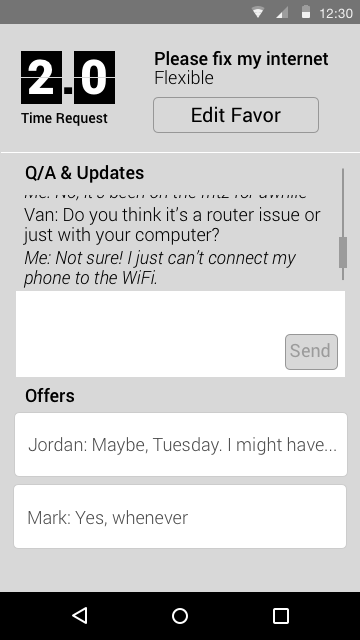 12:30
2.0
Time Request
Please fix my internet
Flexible
Edit Favor
Q/A & Updates
Me: No, it's been on the fritz for awhile
Van: Do you think it's a router issue or
just with your computer?
Me: Not sure! I just can't connect my
phone to the WiFi.
Send
Offers
Jordan: Maybe, Tuesday. I might have...
Mark: Yes, whenever